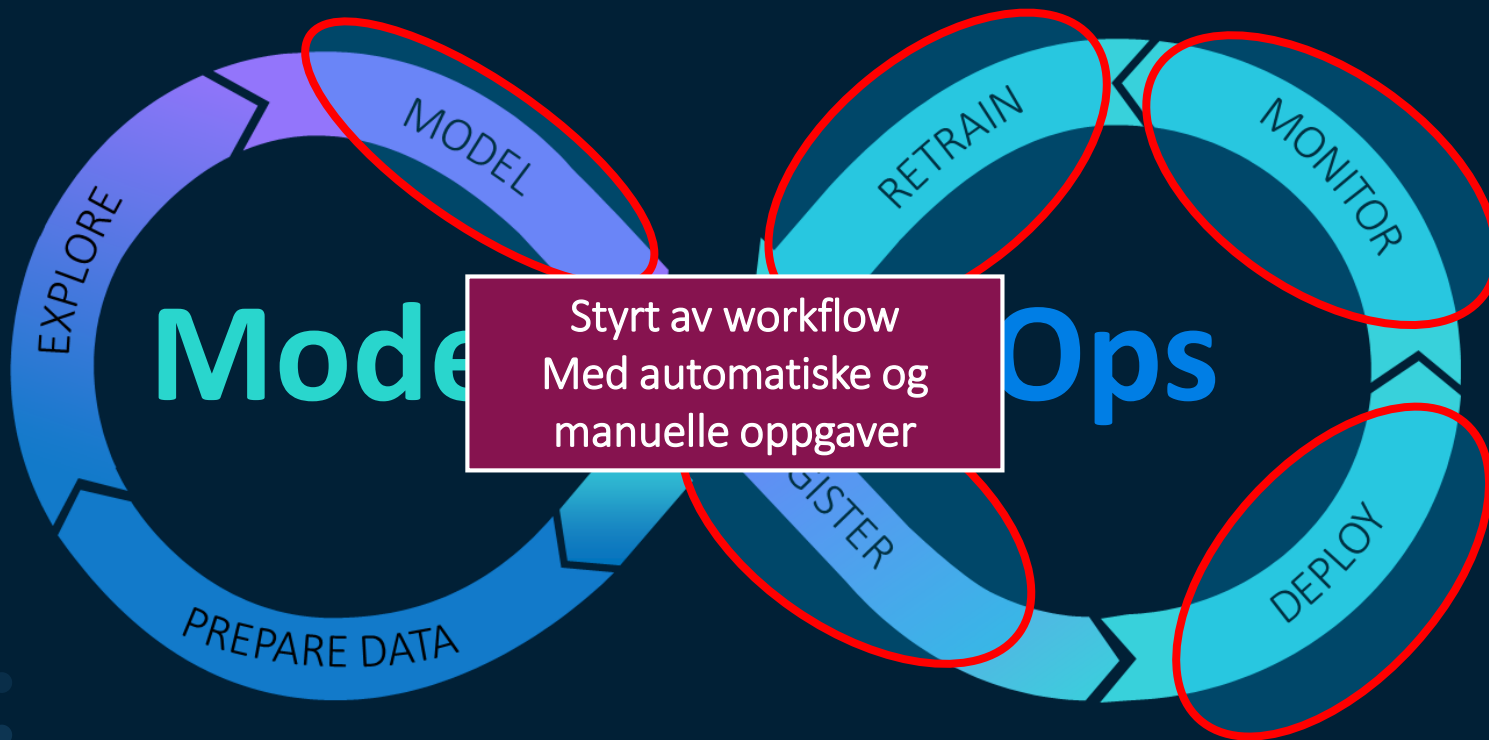 MODEL
RETRAIN
MONITOR
EXPLORE
Mode
Styrt av workflow
Med automatiske og
manuelle oppgaver
Ops
GISTER
DEPLOY
PREPARE DATA